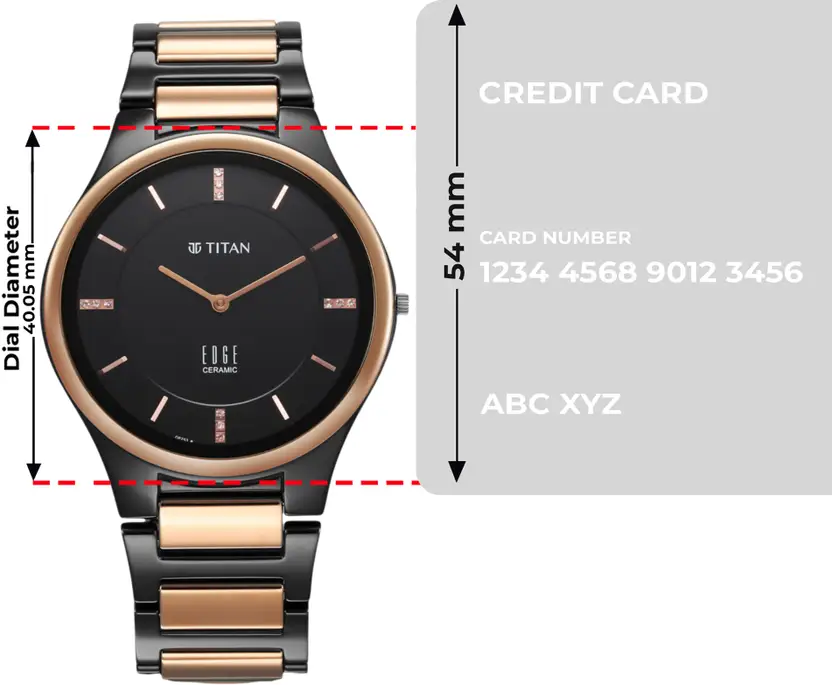 Dial Diameter
40.05 mm
TITAN
EDGE
CERAMIC
54 mm
CREDIT CARD
CARD NUMBER
1234 4568 9012 3456
ABC XYZ